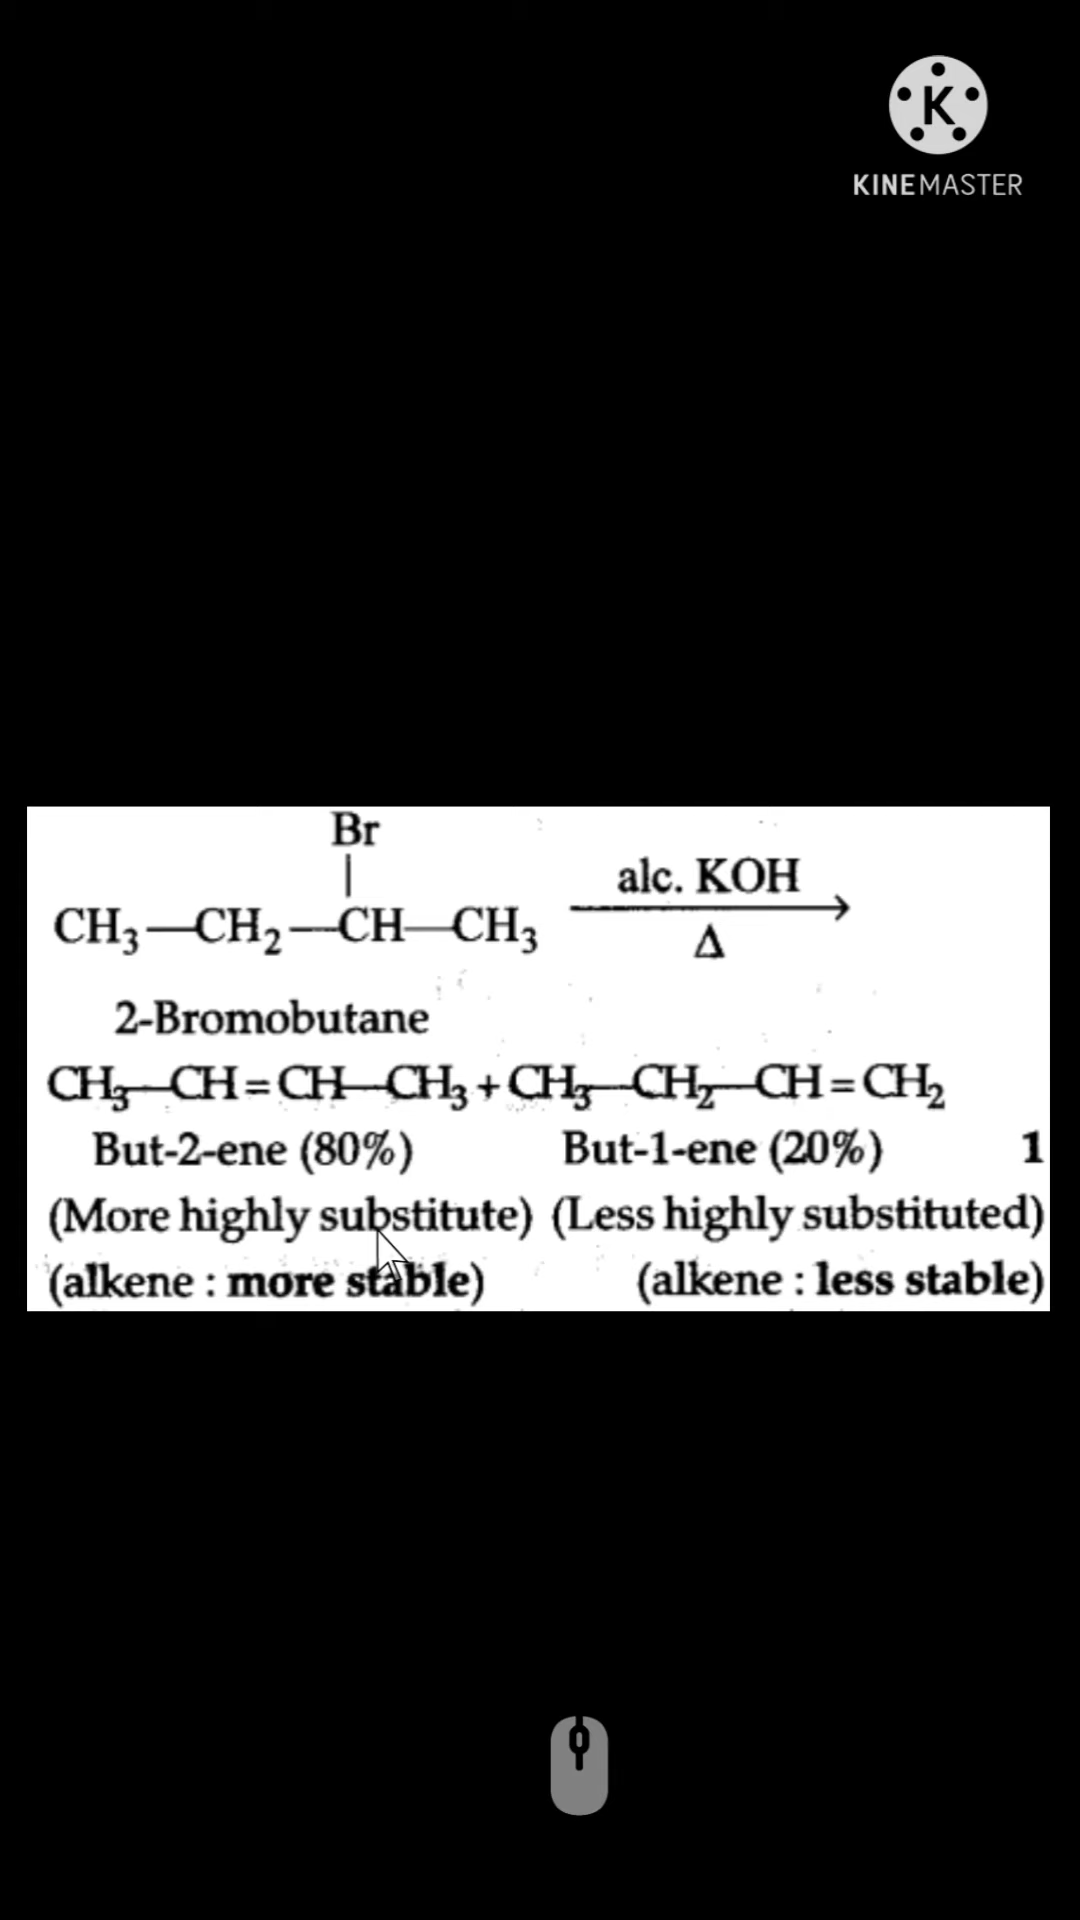 K
KINEMASTER
Br
|
CH₃—CH₂—CH—CH₃ alc. KOH
Δ
2-Bromobutane
CH₃—CH=CH—CH₃+CH₃—CH₂—CH=CH₂
But-2-ene (80%) But-1-ene (20%) 1
(More highly substitute) (Less highly substituted)
(alkene : more stable) (alkene : less stable)